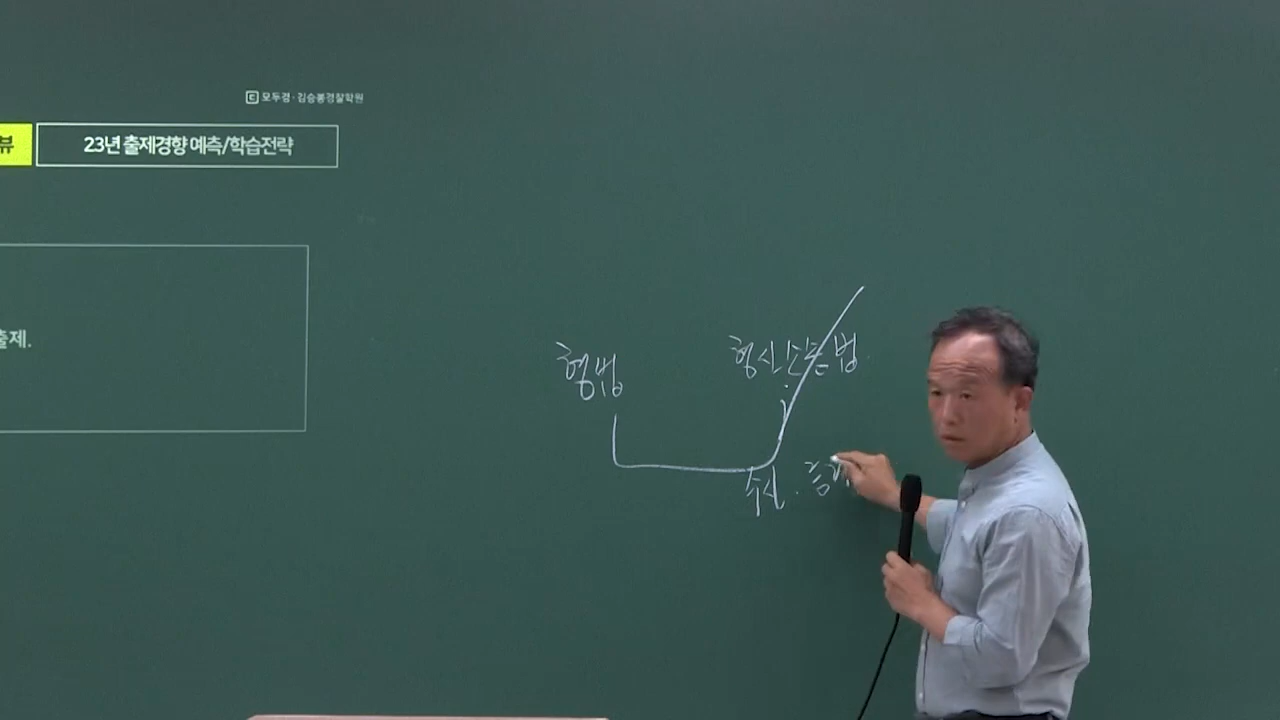 모두경·김승봉경찰학원
뷰
23년 출제경향 예측/학습전략
출제.
형법 형사소송법
수사. 증거